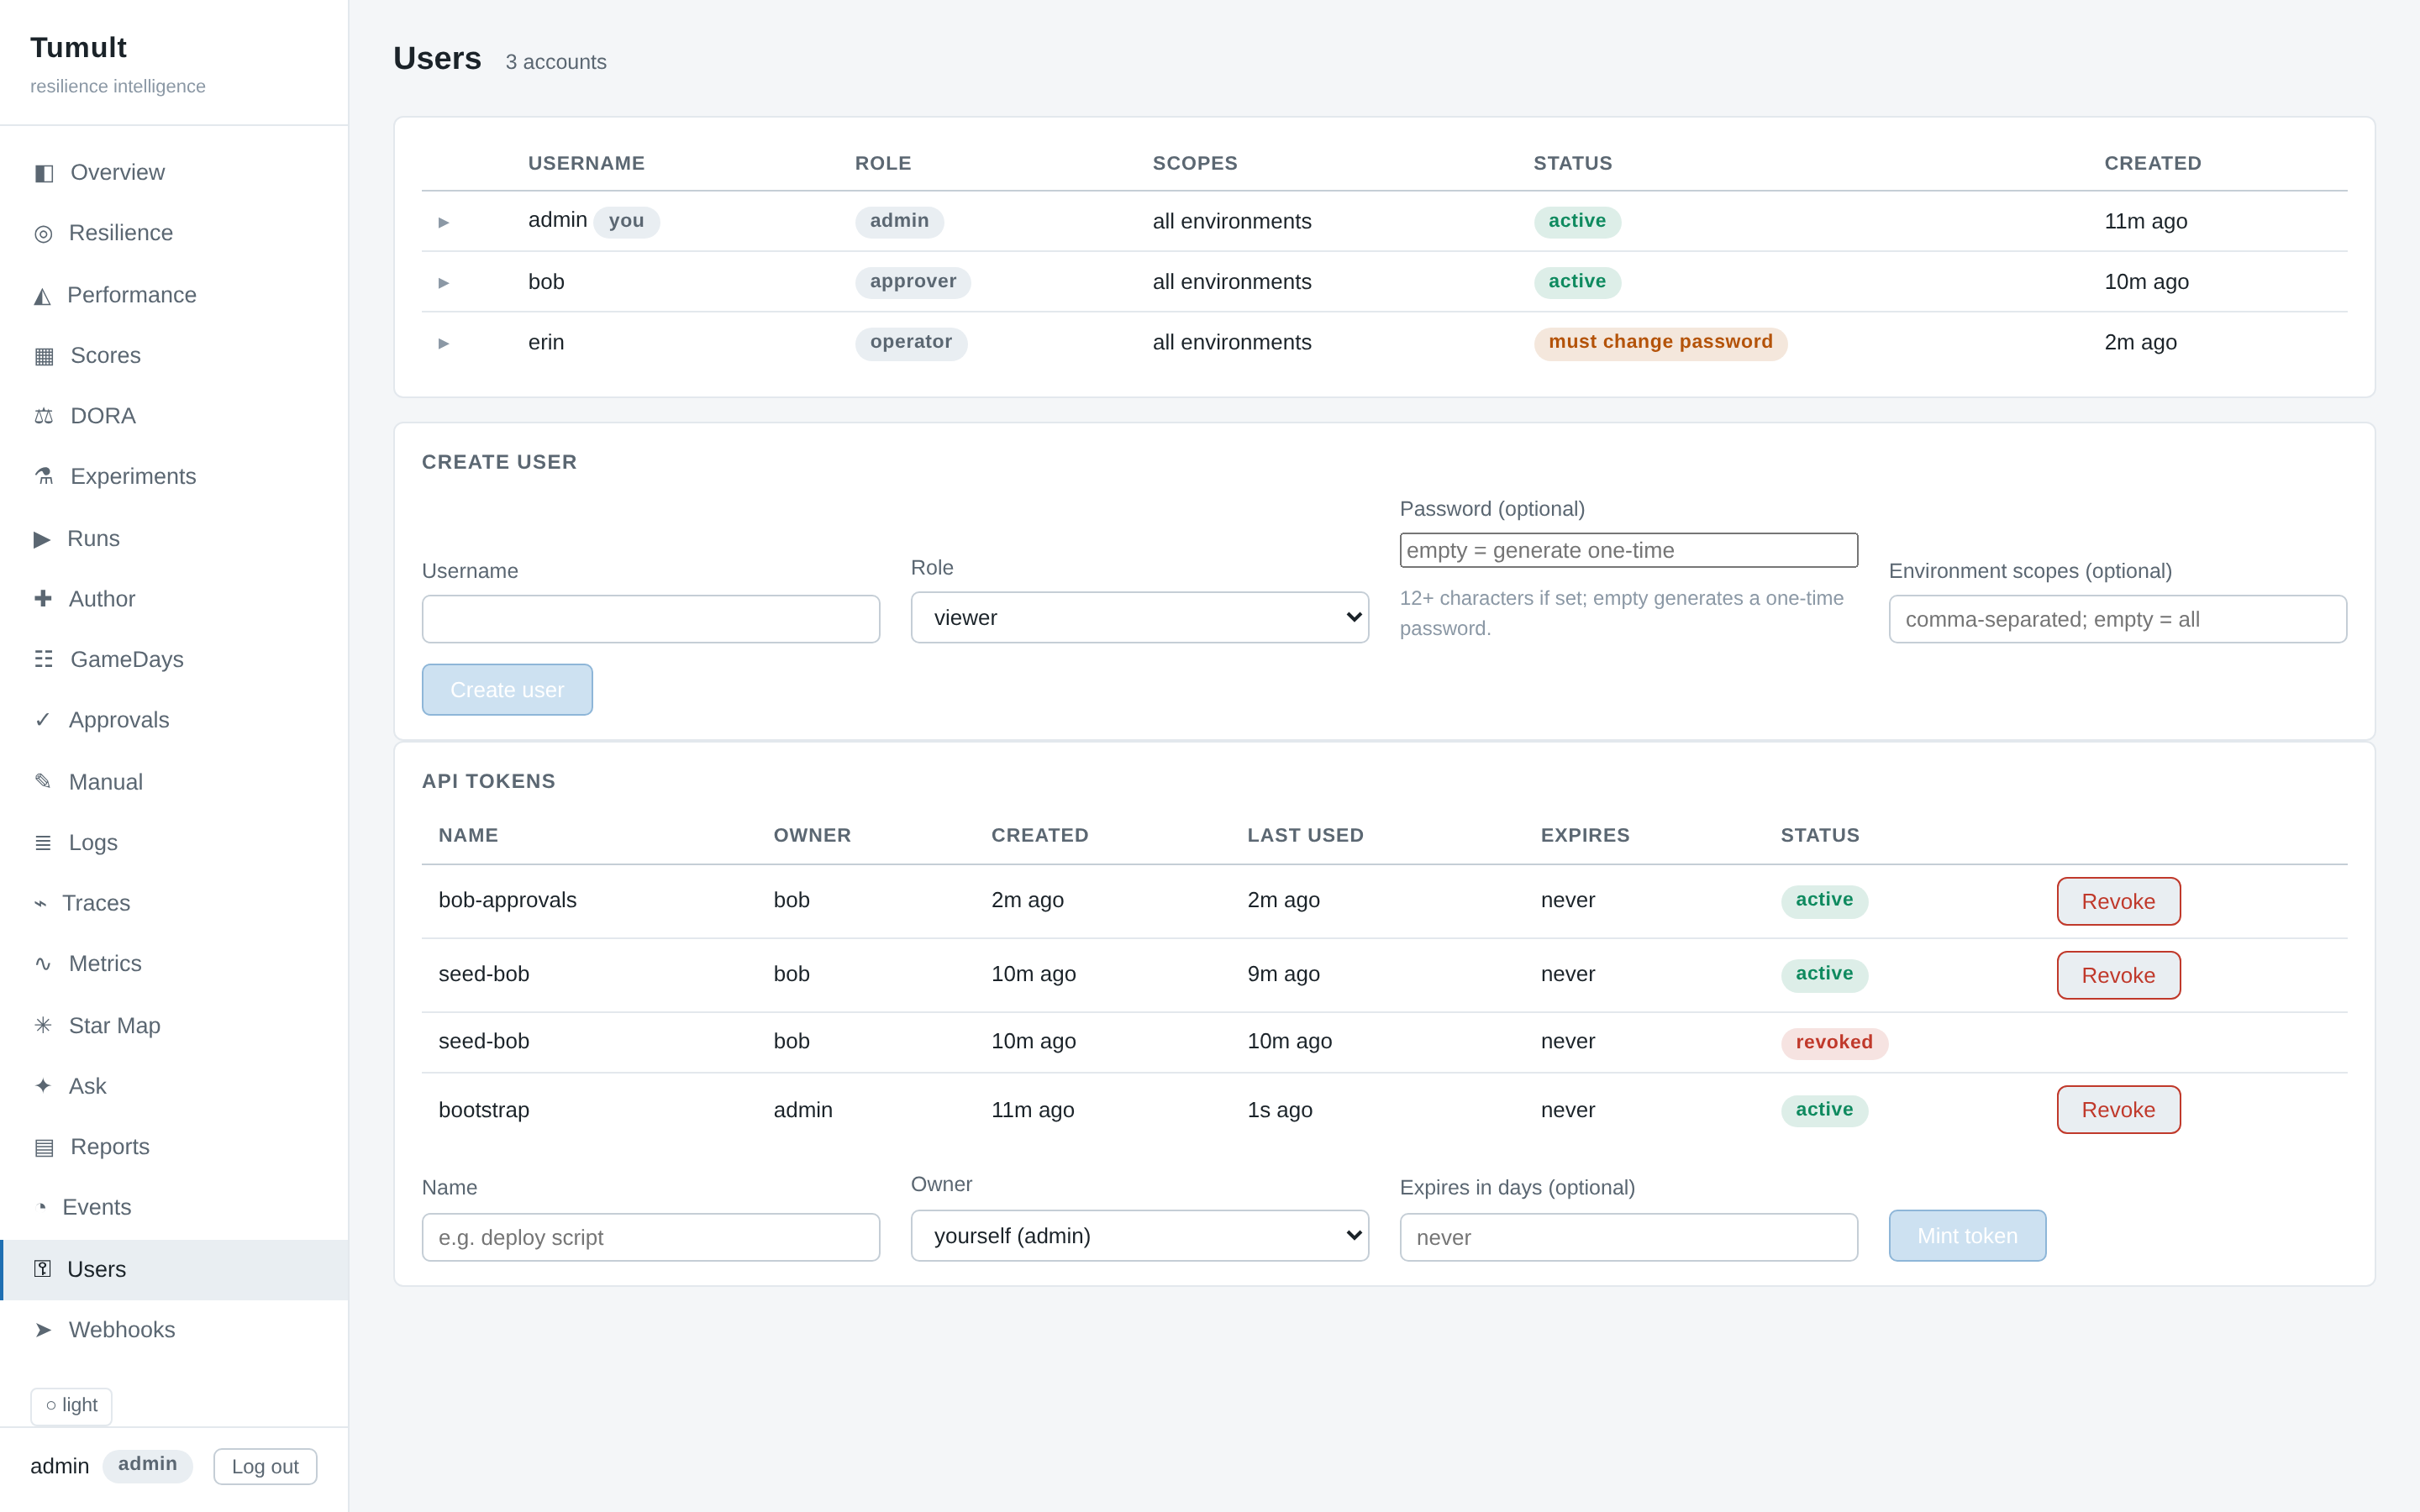 Tumult
resilience intelligence
Overview
Resilience
Performance
Scores
DORA
Experiments
Runs
Author
GameDays
Approvals
Manual
Logs
Traces
Metrics
Star Map
Ask
Reports
Events
Users
Webhooks
light
admin admin Log out
Users 3 accounts
USERNAME ROLE SCOPES STATUS CREATED
admin you admin all environments active 11m ago
bob approver all environments active 10m ago
erin operator all environments must change password 2m ago
CREATE USER
Username
Role
viewer
Password (optional)
empty = generate one-time
12+ characters if set; empty generates a one-time
password.
Environment scopes (optional)
comma-separated; empty = all
Create user
API TOKENS
NAME OWNER CREATED LAST USED EXPIRES STATUS
bob-approvals bob 2m ago 2m ago never active Revoke
seed-bob bob 10m ago 9m ago never active Revoke
seed-bob bob 10m ago 10m ago never revoked
bootstrap admin 11m ago 1s ago never active Revoke
Name
e.g. deploy script
Owner
yourself (admin)
Expires in days (optional)
never
Mint token